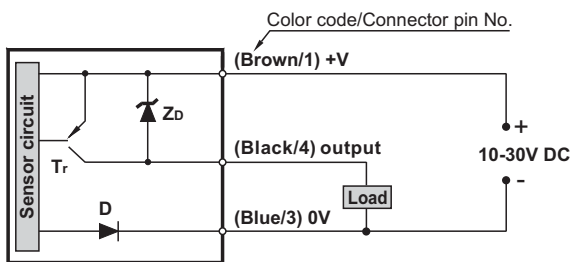 Color code/Connector pin No.
(Brown/1) +V
ZD
Sensor circuit
Tr
(Black/4) output
+
10-30V DC
-
Load
D
(Blue/3) 0V